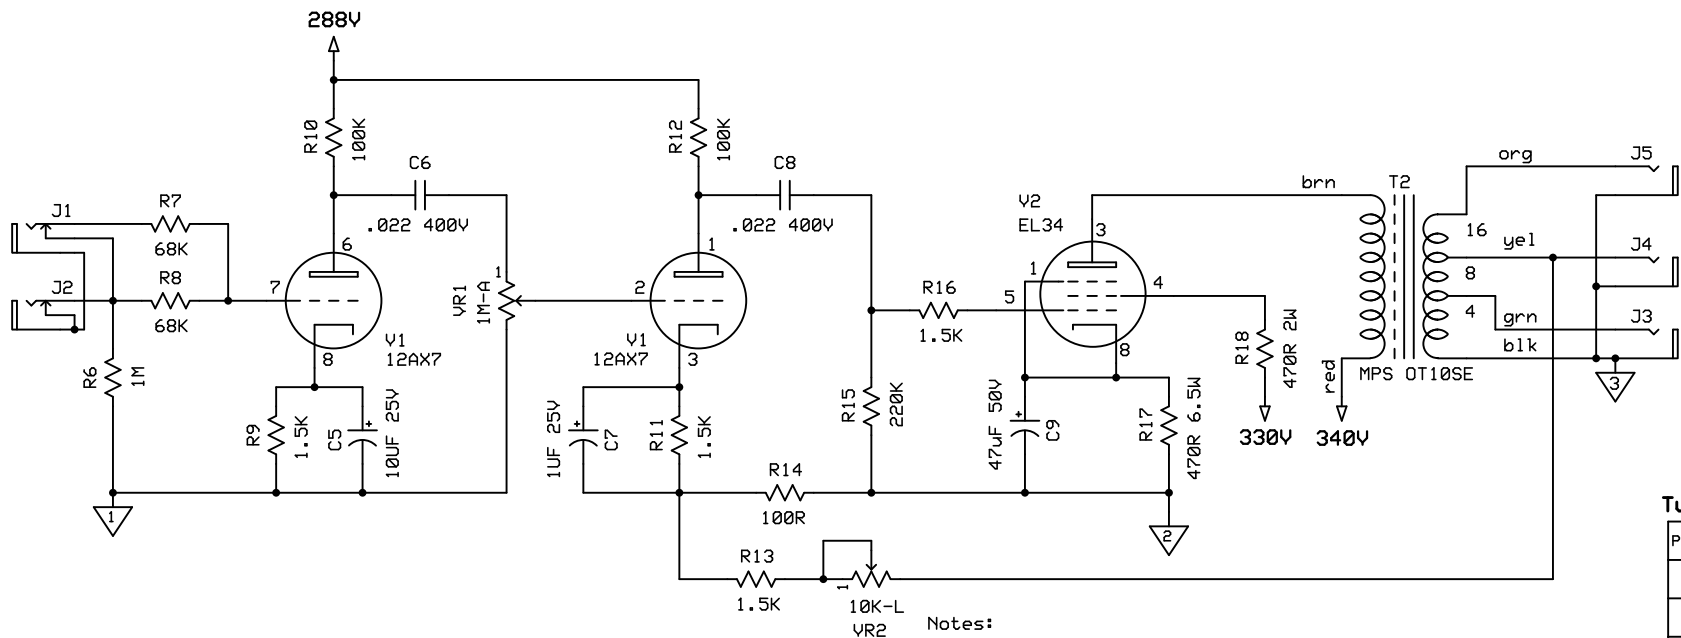 288V
R10
100K
R12
100K
C6
.022 400V
C8
.022 400V
J1
R7
68K
J2
R8
68K
R6
1M
1
7
6
8
V1
12AX7
R9
1.5K
C5
10UF 25V
1
VR1
1M-A
2
1
3
V1
12AX7
1UF 25V
C7
R11
1.5K
R14
100R
R13
1.5K
1
10K-L
VR2
R15
220K
R16
1.5K
V2
EL34
3
1
5
4
8
47uF 50V
C9
R17
470R 6.5W
2
R18
470R 2W
330V
340V
brn
red
T2
MPS OT10SE
org
16
yel
8
4
grn
blk
J5
J4
J3
3
Notes: